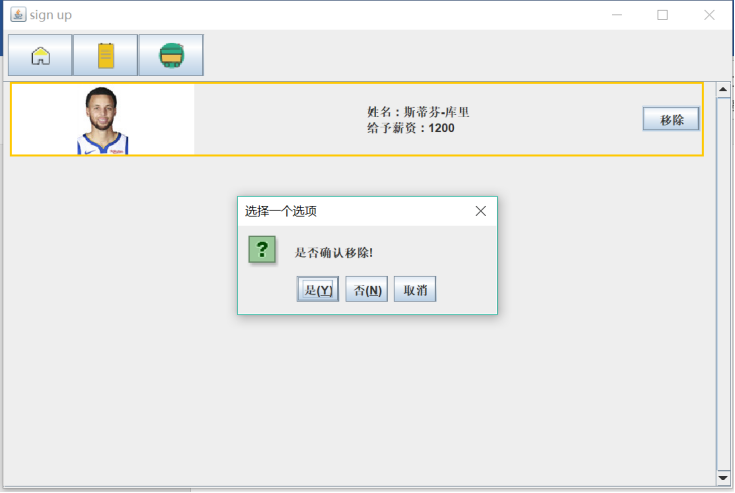 sign up
姓名：斯蒂芬-库里
给予薪资：1200
移除
选择一个选项
是否确认移除!
是(Y)
否(N)
取消